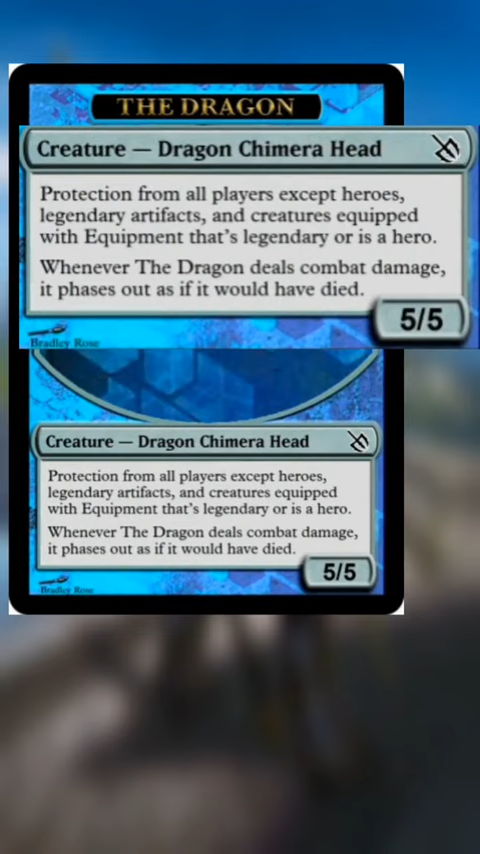 THE DRAGON
Creature — Dragon Chimera Head
Protection from all players except heroes,
legendary artifacts, and creatures equipped
with Equipment that's legendary or is a hero.
Whenever The Dragon deals combat damage,
it phases out as if it would have died.
5/5
Bradley Rose
Creature — Dragon Chimera Head
Protection from all players except heroes,
legendary artifacts, and creatures equipped
with Equipment that's legendary or is a hero.
Whenever The Dragon deals combat damage,
it phases out as if it would have died.
5/5
Bradley Rose